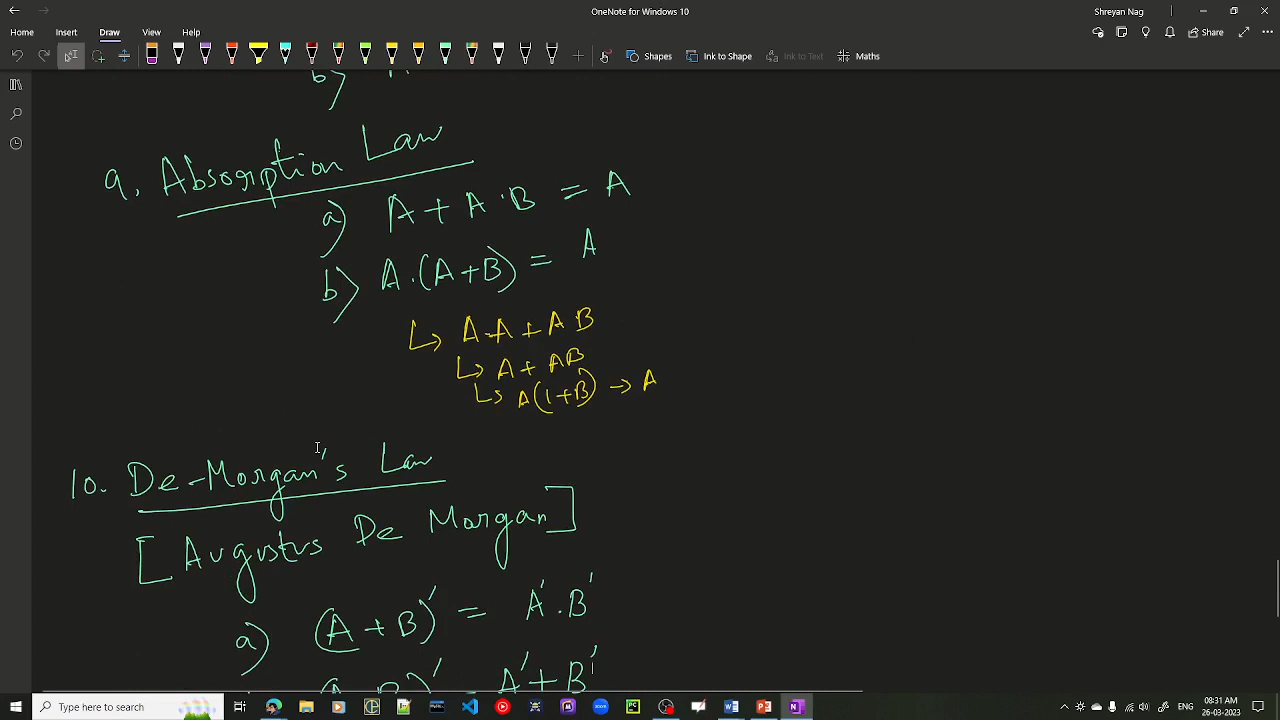 OneNote for Windows 10
Shreyan Nag
Home Insert Draw View Help
Share
Shapes Ink to Shape Ink to Text Maths
b)
9. Absorption Law
a) A + A · B = A
b) A.(A+B) = A
↳ A·A + A B
↳ A + AB
↳ A(1+B) → A
10. De-Morgan's Law
[Augustus De Morgan]
a) (A + B)' = A' . B'
)' = A' + B'
Type here to search
08:31 AM
26-03-2023